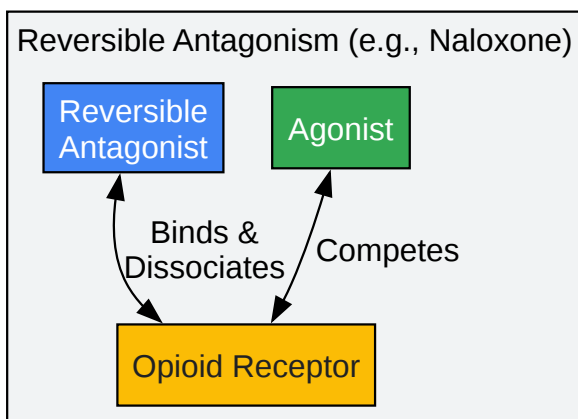 Reversible Antagonism (e.g., Naloxone)
Reversible
Antagonist
Agonist
Binds &
Dissociates
Competes
Opioid Receptor